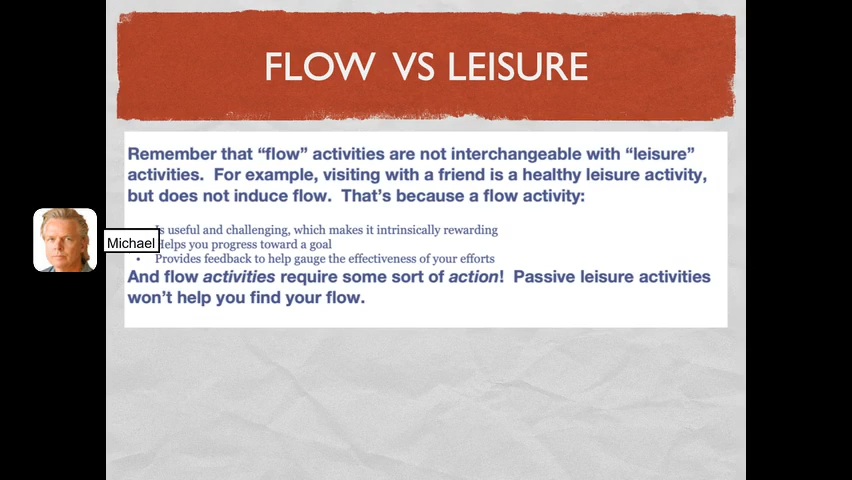 FLOW VS LEISURE
Remember that “flow” activities are not interchangeable with “leisure”
activities. For example, visiting with a friend is a healthy leisure activity,
but does not induce flow. That’s because a flow activity:
Is useful and challenging, which makes it intrinsically rewarding
Michael
Helps you progress toward a goal
• Provides feedback to help gauge the effectiveness of your efforts
And flow activities require some sort of action! Passive leisure activities
won’t help you find your flow.